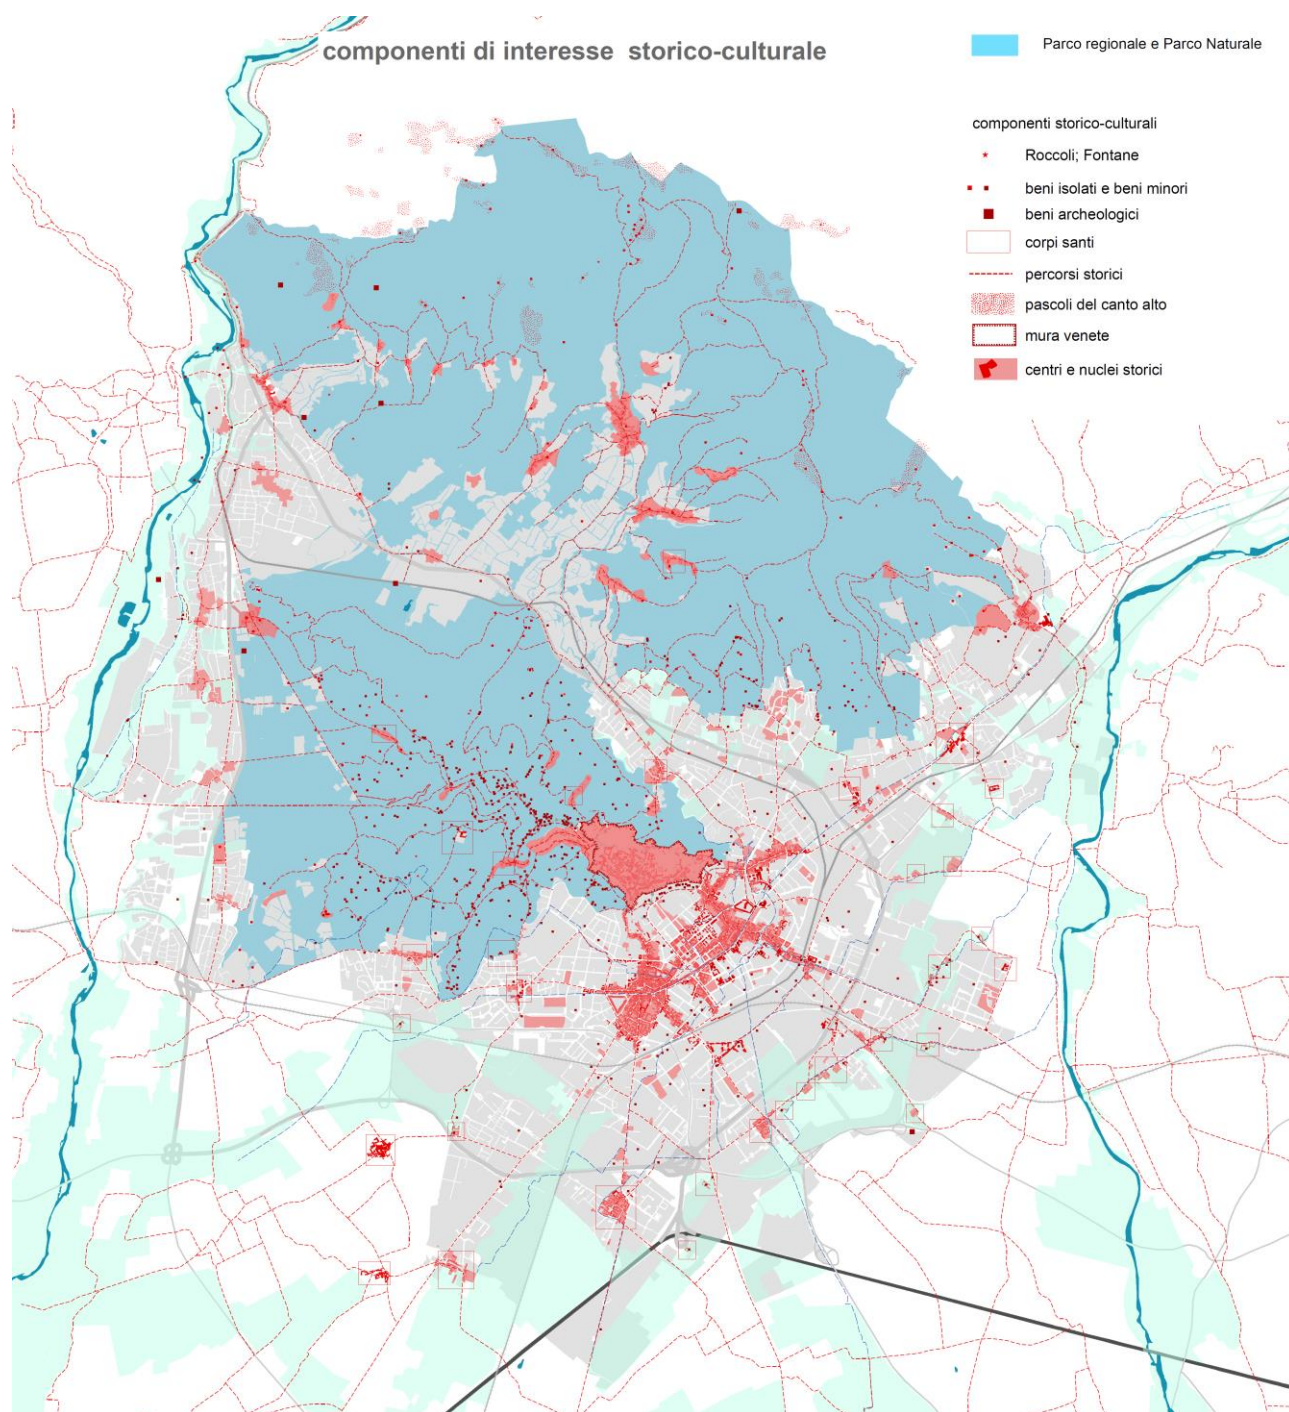 componenti di interesse storico-culturale
Parco regionale e Parco Naturale
componenti storico-culturali
Roccoli; Fontane
beni isolati e beni minori
beni archeologici
corpi santi
percorsi storici
pascoli del canto alto
mura venete
centri e nuclei storici